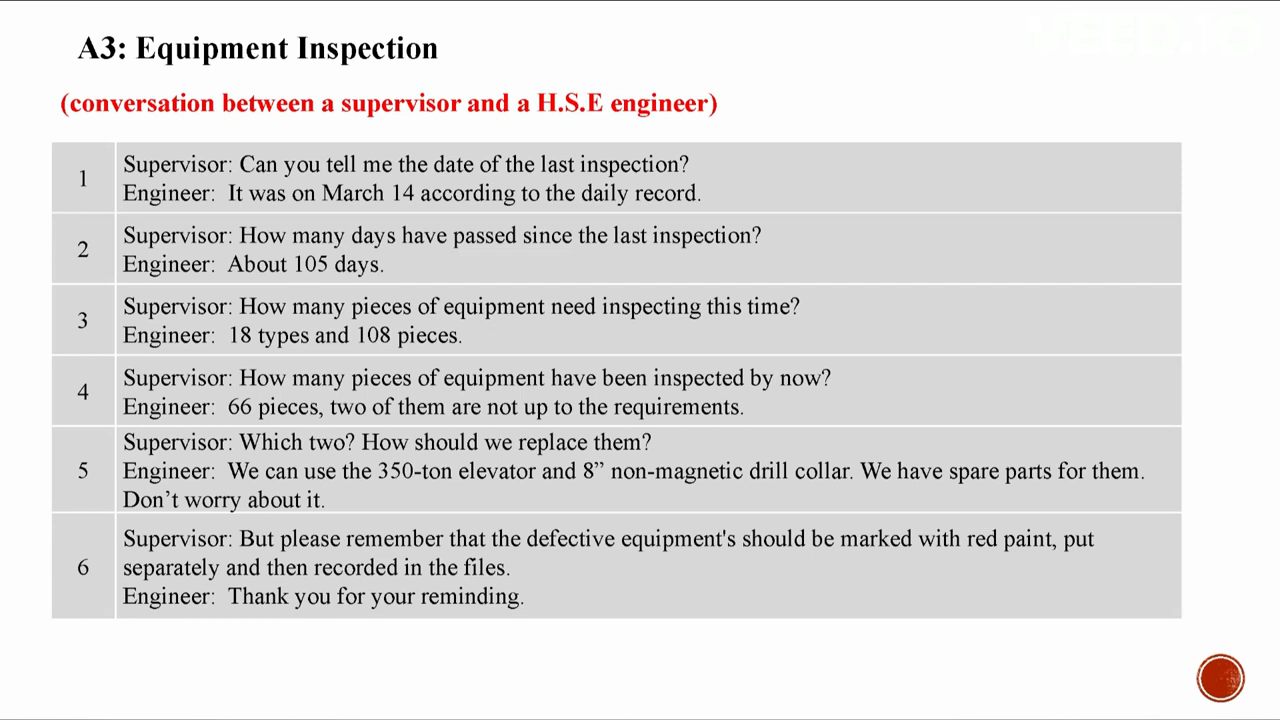 A3: Equipment Inspection
(conversation between a supervisor and a H.S.E engineer)
1
Supervisor: Can you tell me the date of the last inspection?
Engineer: It was on March 14 according to the daily record.
2
Supervisor: How many days have passed since the last inspection?
Engineer: About 105 days.
3
Supervisor: How many pieces of equipment need inspecting this time?
Engineer: 18 types and 108 pieces.
4
Supervisor: How many pieces of equipment have been inspected by now?
Engineer: 66 pieces, two of them are not up to the requirements.
5
Supervisor: Which two? How should we replace them?
Engineer: We can use the 350-ton elevator and 8” non-magnetic drill collar. We have spare parts for them.
Don’t worry about it.
6
Supervisor: But please remember that the defective equipment's should be marked with red paint, put
separately and then recorded in the files.
Engineer: Thank you for your reminding.
VEED.IO